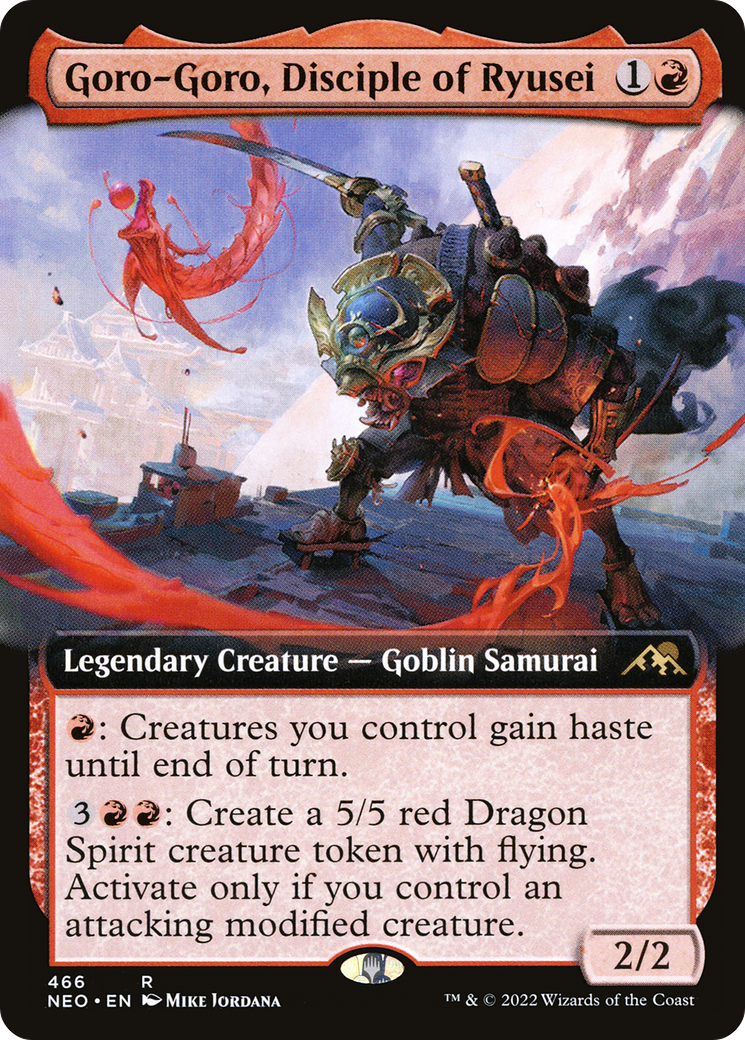 Goro-Goro, Disciple of Ryusei 1
Legendary Creature — Goblin Samurai
: Creatures you control gain haste
until end of turn.
3 : Create a 5/5 red Dragon
Spirit creature token with flying.
Activate only if you control an
attacking modified creature.
2/2
466 R
NEO • EN Mike Jordana
™ & © 2022 Wizards of the Coast